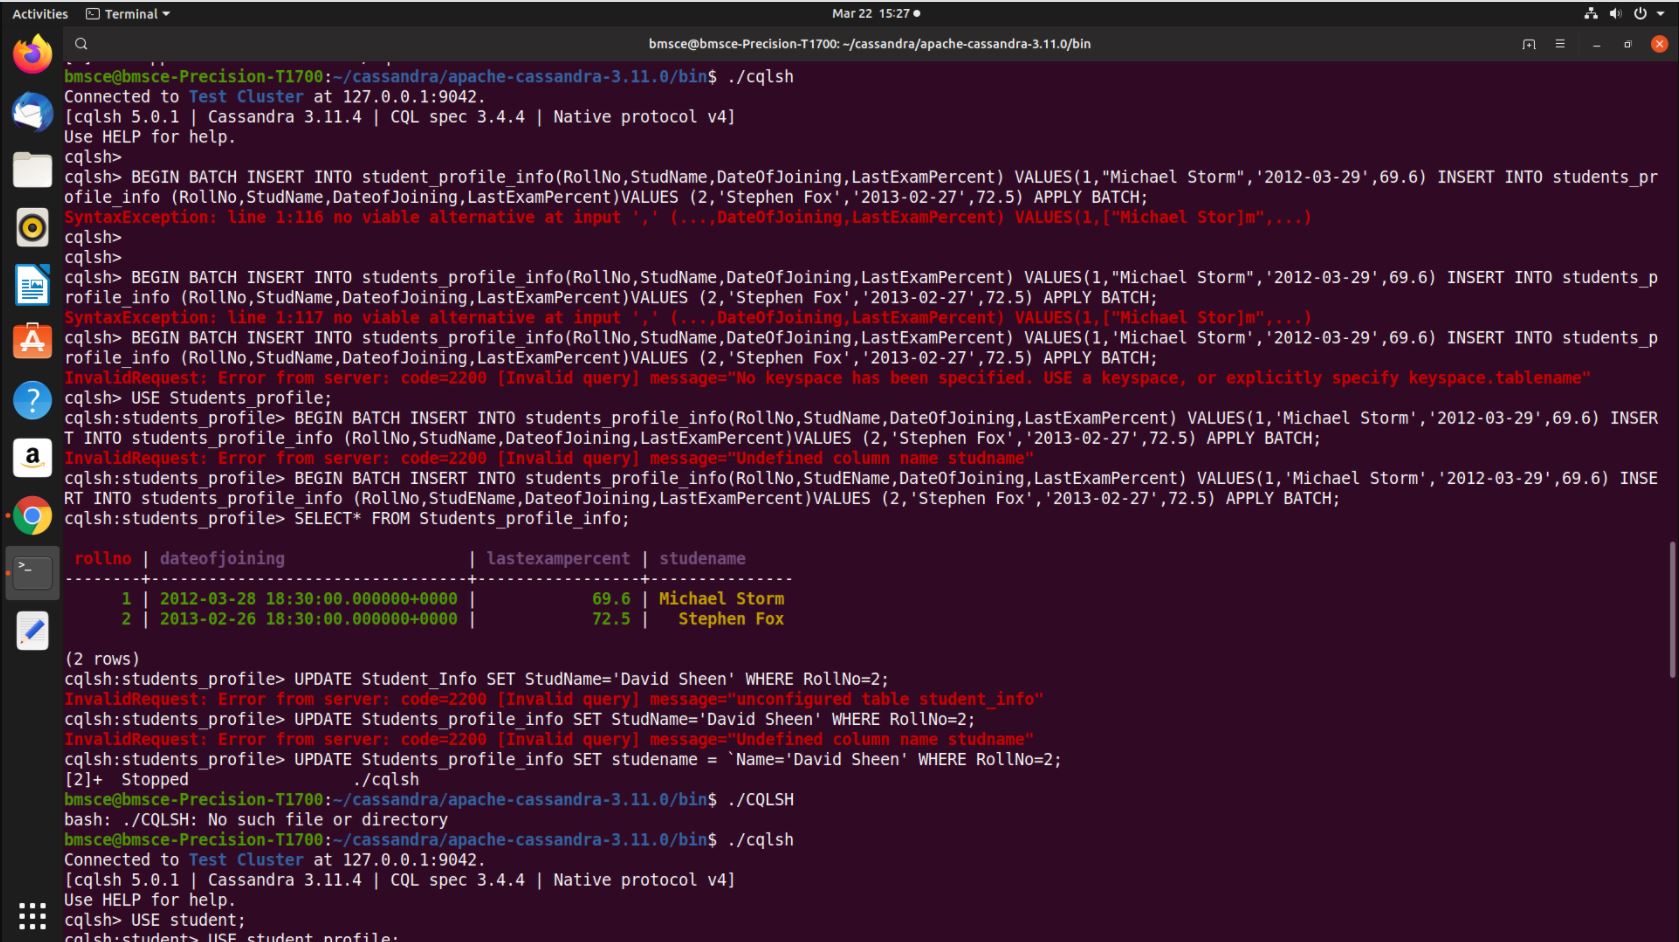 Activities Terminal Mar 22 15:27
bmsce@bmsce-Precision-T1700: ~/cassandra/apache-cassandra-3.11.0/bin
bmsce@bmsce-Precision-T1700:~/cassandra/apache-cassandra-3.11.0/bin$ ./cqlsh
Connected to Test Cluster at 127.0.0.1:9042.
[cqlsh 5.0.1 | Cassandra 3.11.4 | CQL spec 3.4.4 | Native protocol v4]
Use HELP for help.
cqlsh>
cqlsh> BEGIN BATCH INSERT INTO student_profile_info(RollNo,StudName,DateOfJoining,LastExamPercent) VALUES(1,"Michael Storm",'2012-03-29',69.6) INSERT INTO students_pr
ofile_info (RollNo,StudName,DateOfJoining,LastExamPercent)VALUES (2,'Stephen Fox','2013-02-27',72.5) APPLY BATCH;
SyntaxException: line 1:116 no viable alternative at input ',' (...,DateOfJoining,LastExamPercent) VALUES(1,["Michael Stor]m",...)
cqlsh>
cqlsh>
cqlsh> BEGIN BATCH INSERT INTO students_profile_info(RollNo,StudName,DateOfJoining,LastExamPercent) VALUES(1,"Michael Storm",'2012-03-29',69.6) INSERT INTO students_p
rofile_info (RollNo,StudName,DateofJoining,LastExamPercent)VALUES (2,'Stephen Fox','2013-02-27',72.5) APPLY BATCH;
SyntaxException: line 1:117 no viable alternative at input ',' (...,DateOfJoining,LastExamPercent) VALUES(1,["Michael Stor]m",...)
cqlsh> BEGIN BATCH INSERT INTO students_profile_info(RollNo,StudName,DateOfJoining,LastExamPercent) VALUES(1,'Michael Storm','2012-03-29',69.6) INSERT INTO students_p
rofile_info (RollNo,StudName,DateofJoining,LastExamPercent)VALUES (2,'Stephen Fox','2013-02-27',72.5) APPLY BATCH;
InvalidRequest: Error from server: code=2200 [Invalid query] message="No keyspace has been specified. USE a keyspace, or explicitly specify keyspace.tablename"
cqlsh> USE Students_profile;
cqlsh:students_profile> BEGIN BATCH INSERT INTO students_profile_info(RollNo,StudName,DateOfJoining,LastExamPercent) VALUES(1,'Michael Storm','2012-03-29',69.6) INSER
T INTO students_profile_info (RollNo,StudName,DateofJoining,LastExamPercent)VALUES (2,'Stephen Fox','2013-02-27',72.5) APPLY BATCH;
InvalidRequest: Error from server: code=2200 [Invalid query] message="Undefined column name studname"
cqlsh:students_profile> BEGIN BATCH INSERT INTO students_profile_info(RollNo,StudEName,DateOfJoining,LastExamPercent) VALUES(1,'Michael Storm','2012-03-29',69.6) INSE
RT INTO students_profile_info (RollNo,StudEName,DateofJoining,LastExamPercent)VALUES (2,'Stephen Fox','2013-02-27',72.5) APPLY BATCH;
cqlsh:students_profile> SELECT* FROM Students_profile_info;
rollno | dateofjoining | lastexampercent | studename
--------+---------------------------------+-----------------+---------------
1 | 2012-03-28 18:30:00.000000+0000 | 69.6 | Michael Storm
2 | 2013-02-26 18:30:00.000000+0000 | 72.5 | Stephen Fox
(2 rows)
cqlsh:students_profile> UPDATE Student_Info SET StudName='David Sheen' WHERE RollNo=2;
InvalidRequest: Error from server: code=2200 [Invalid query] message="unconfigured table student_info"
cqlsh:students_profile> UPDATE Students_profile_info SET StudName='David Sheen' WHERE RollNo=2;
InvalidRequest: Error from server: code=2200 [Invalid query] message="Undefined column name studname"
cqlsh:students_profile> UPDATE Students_profile_info SET studename = `Name='David Sheen' WHERE RollNo=2;
[2]+ Stopped ./cqlsh
bmsce@bmsce-Precision-T1700:~/cassandra/apache-cassandra-3.11.0/bin$ ./CQLSH
bash: ./CQLSH: No such file or directory
bmsce@bmsce-Precision-T1700:~/cassandra/apache-cassandra-3.11.0/bin$ ./cqlsh
Connected to Test Cluster at 127.0.0.1:9042.
[cqlsh 5.0.1 | Cassandra 3.11.4 | CQL spec 3.4.4 | Native protocol v4]
Use HELP for help.
cqlsh> USE student;
cqlsh:student> USE student_profile;